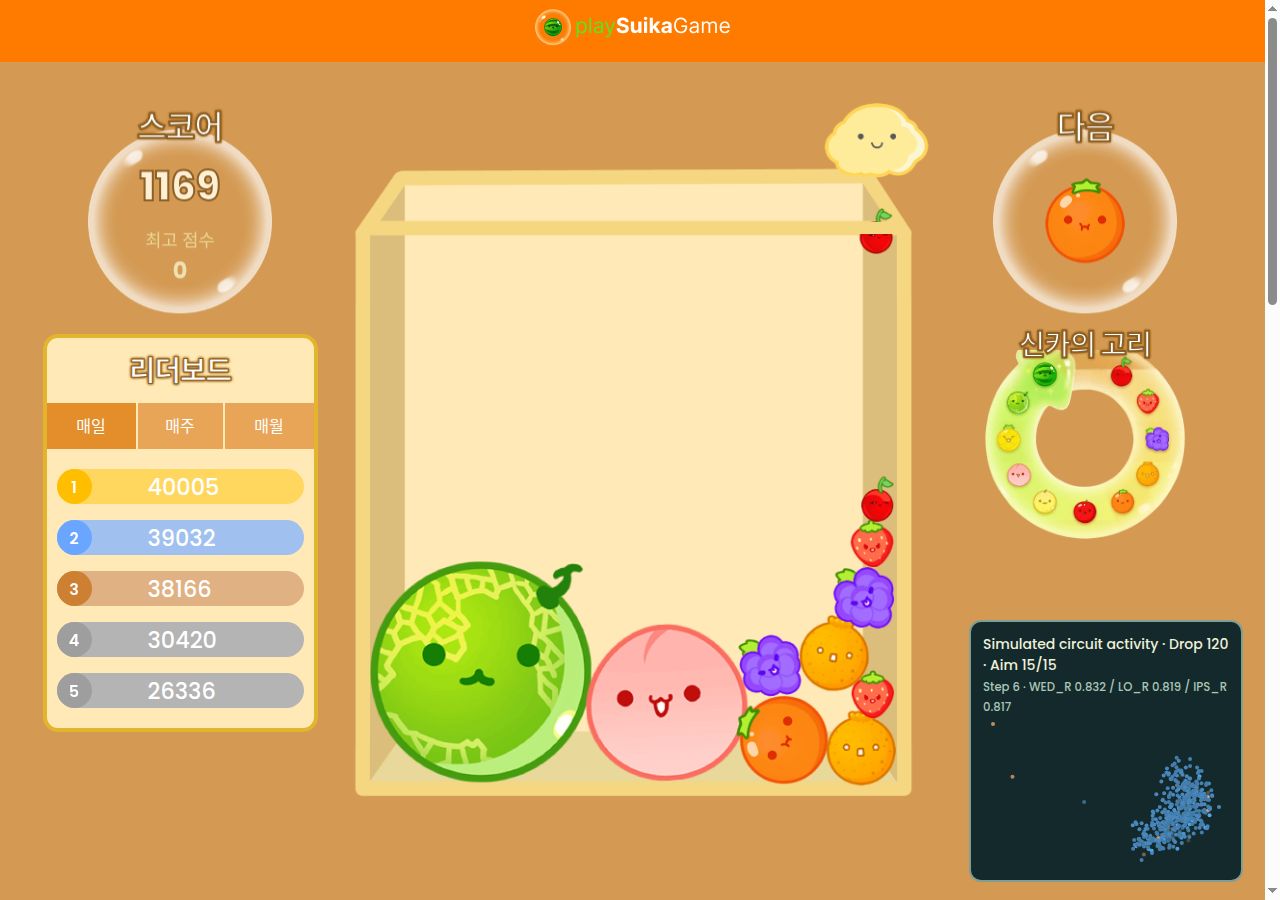 playSuikaGame
스코어
1169
최고 점수
0
리더보드
매일 매주 매월
1 40005
2 39032
3 38166
4 30420
5 26336
다음
신카의 고리
Simulated circuit activity · Drop 120
· Aim 15/15
Step 6 · WED_R 0.832 / LO_R 0.819 / IPS_R
0.817